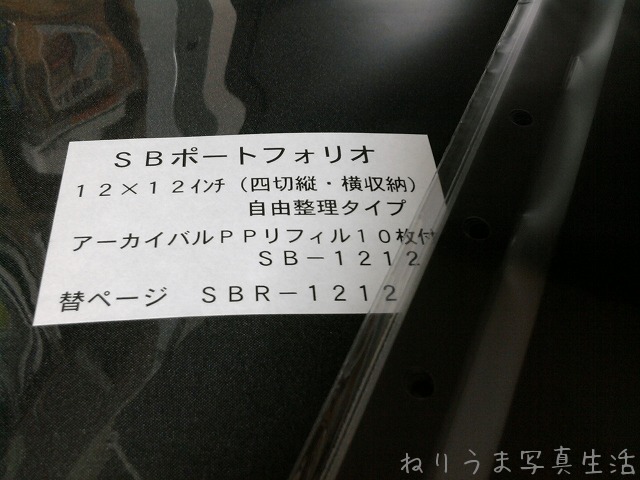 ＳＢポートフォリオ
１２×１２ｲﾝﾁ（四切縦・横収納）
自由整理タイプ
アーカイバルＰＰリフィル１０枚付
ＳＢ－１２１２
替ページ　ＳＢＲ－１２１２
ねりうま写真生活